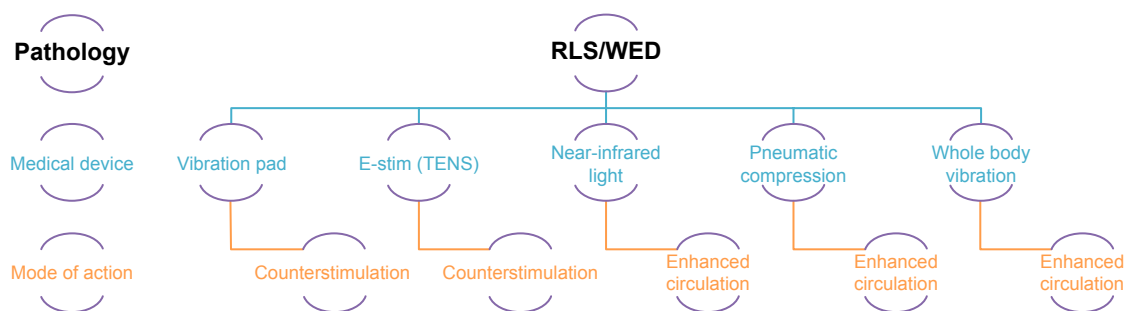 Pathology
RLS/WED
Medical device
Vibration pad
E-stim (TENS)
Near-infrared
light
Pneumatic
compression
Whole body
vibration
Mode of action
Counterstimulation
Counterstimulation
Enhanced
circulation
Enhanced
circulation
Enhanced
circulation